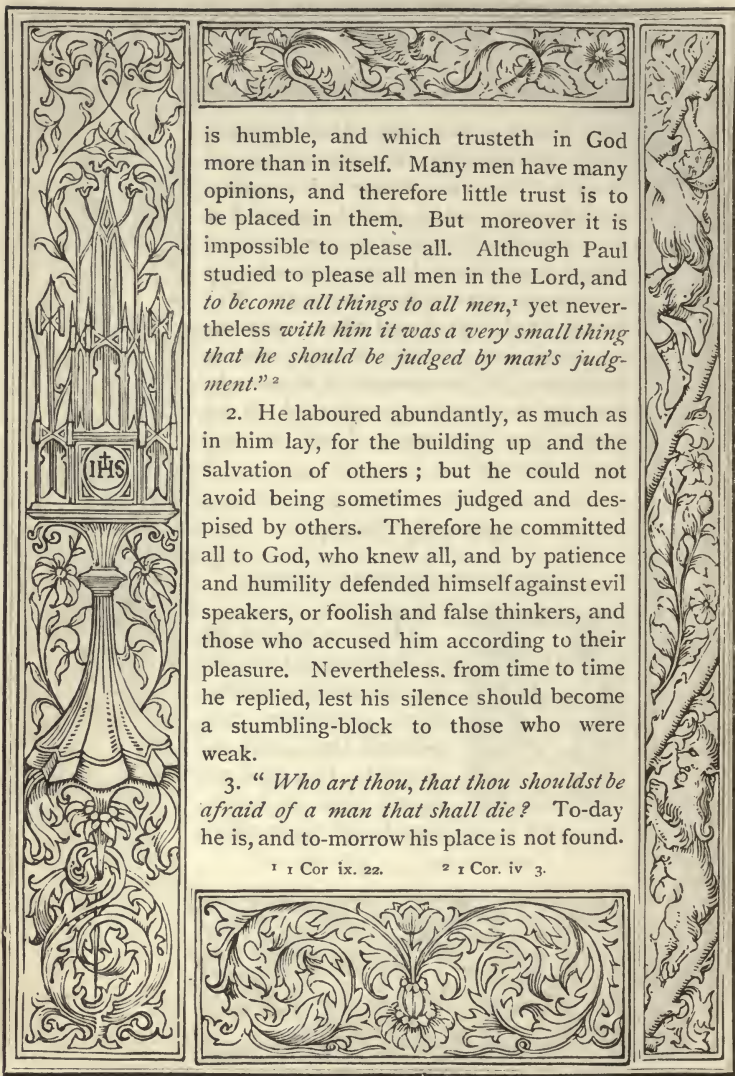 is humble, and which trusteth in God
more than in itself. Many men have many
opinions, and therefore little trust is to
be placed in them. But moreover it is
impossible to please all. Although Paul
studied to please all men in the Lord, and
to become all things to all men,¹ yet never-
theless with him it was a very small thing
that he should be judged by man's judg-
ment." ²
2. He laboured abundantly, as much as
in him lay, for the building up and the
salvation of others ; but he could not
avoid being sometimes judged and des-
pised by others. Therefore he committed
all to God, who knew all, and by patience
and humility defended himself against evil
speakers, or foolish and false thinkers, and
those who accused him according to their
pleasure. Nevertheless. from time to time
he replied, lest his silence should become
a stumbling-block to those who were
weak.
3. " Who art thou, that thou shouldst be
afraid of a man that shall die? To-day
he is, and to-morrow his place is not found.
¹ 1 Cor ix. 22. ² 1 Cor. iv 3.
IHS